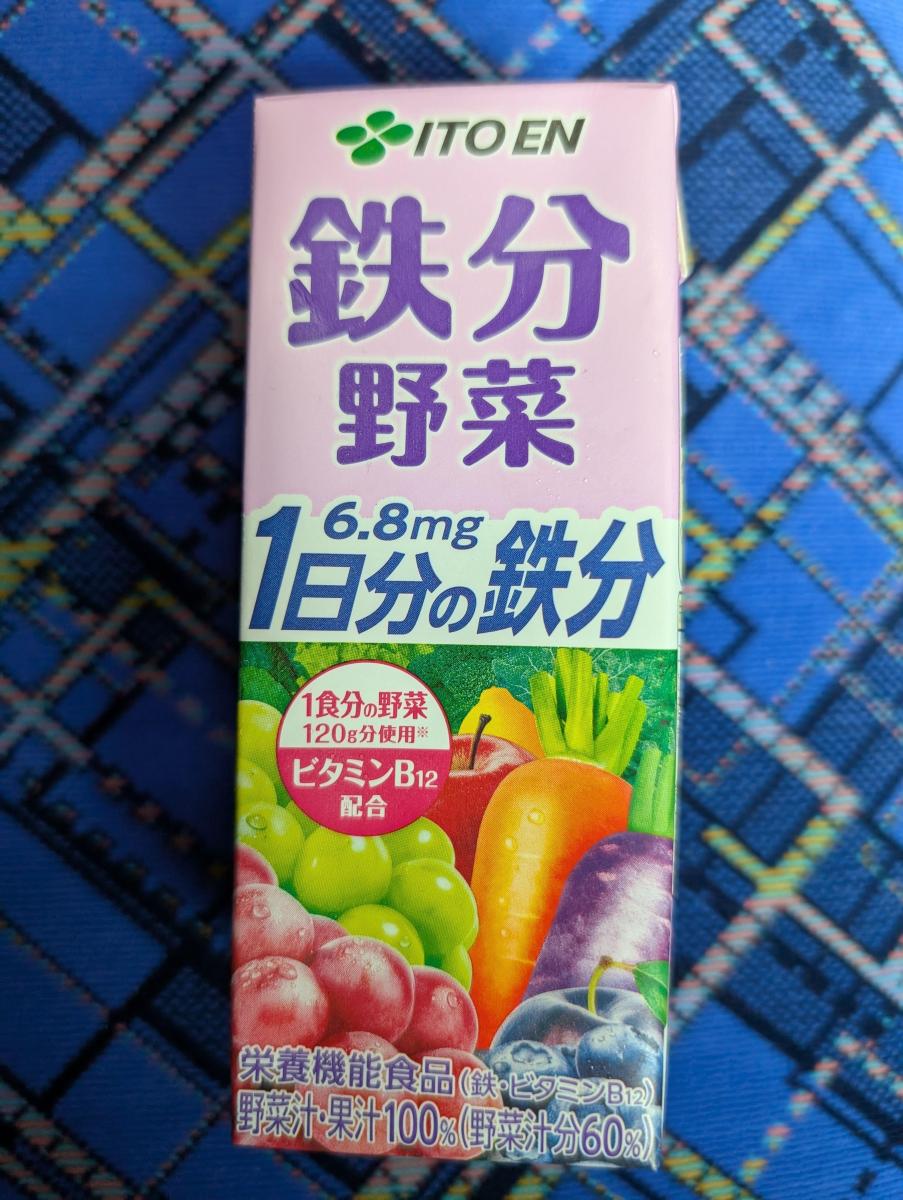 ITO EN
鉄分
野菜
6.8mg
1日分の鉄分
1食分の野菜
120g分使用※
ビタミンB12
配合
栄養機能食品(鉄・ビタミンB12)
野菜汁・果汁100%(野菜汁分60%)